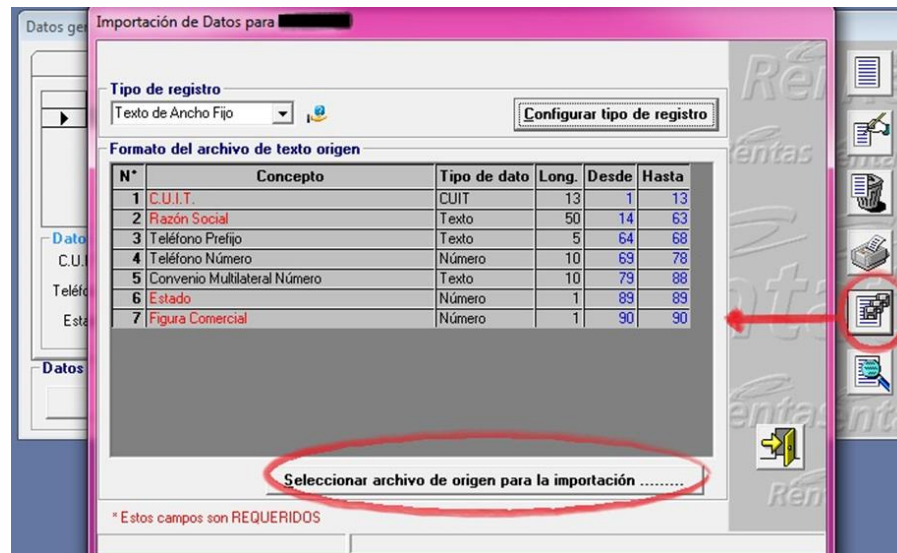 Datos ge
Importación de Datos para
Tipo de registro
Texto de Ancho Fijo
Configurar tipo de registro
Formato del archivo de texto origen
N° Concepto Tipo de dato Long. Desde Hasta
1 C.U.I.T. CUIT 13 1 13
2 Razón Social Texto 50 14 63
3 Teléfono Prefijo Texto 5 64 68
4 Teléfono Número Número 10 69 78
5 Convenio Multilateral Número Texto 10 79 88
6 Estado Número 1 89 89
7 Figura Comercial Número 1 90 90
Dato
C.U.I
Teléfo
Esta
Datos
Seleccionar archivo de origen para la importación .........
* Estos campos son REQUERIDOS
Rentas